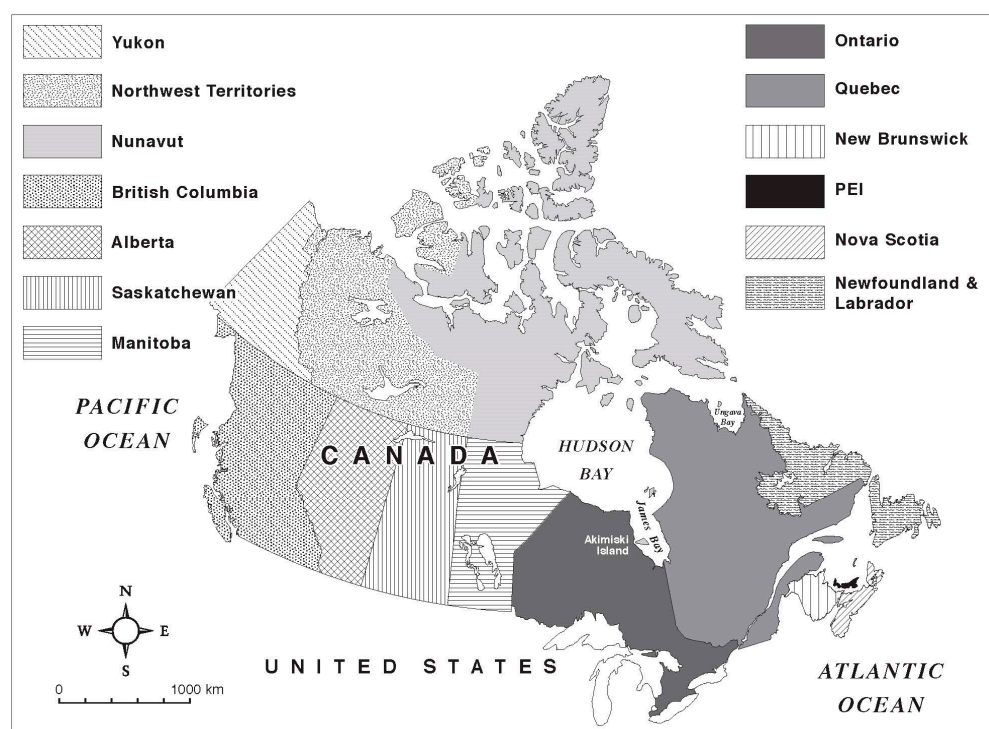 Yukon
Northwest Territories
Nunavut
British Columbia
Alberta
Saskatchewan
Manitoba
Ontario
Quebec
New Brunswick
PEI
Nova Scotia
Newfoundland &
Labrador
PACIFIC
OCEAN
CANADA
HUDSON
BAY
D
Ungava
Bay
James Bay
Akimiski
Island
N
W
E
S
0
1000 km
UNITED STATES
ATLANTIC
OCEAN